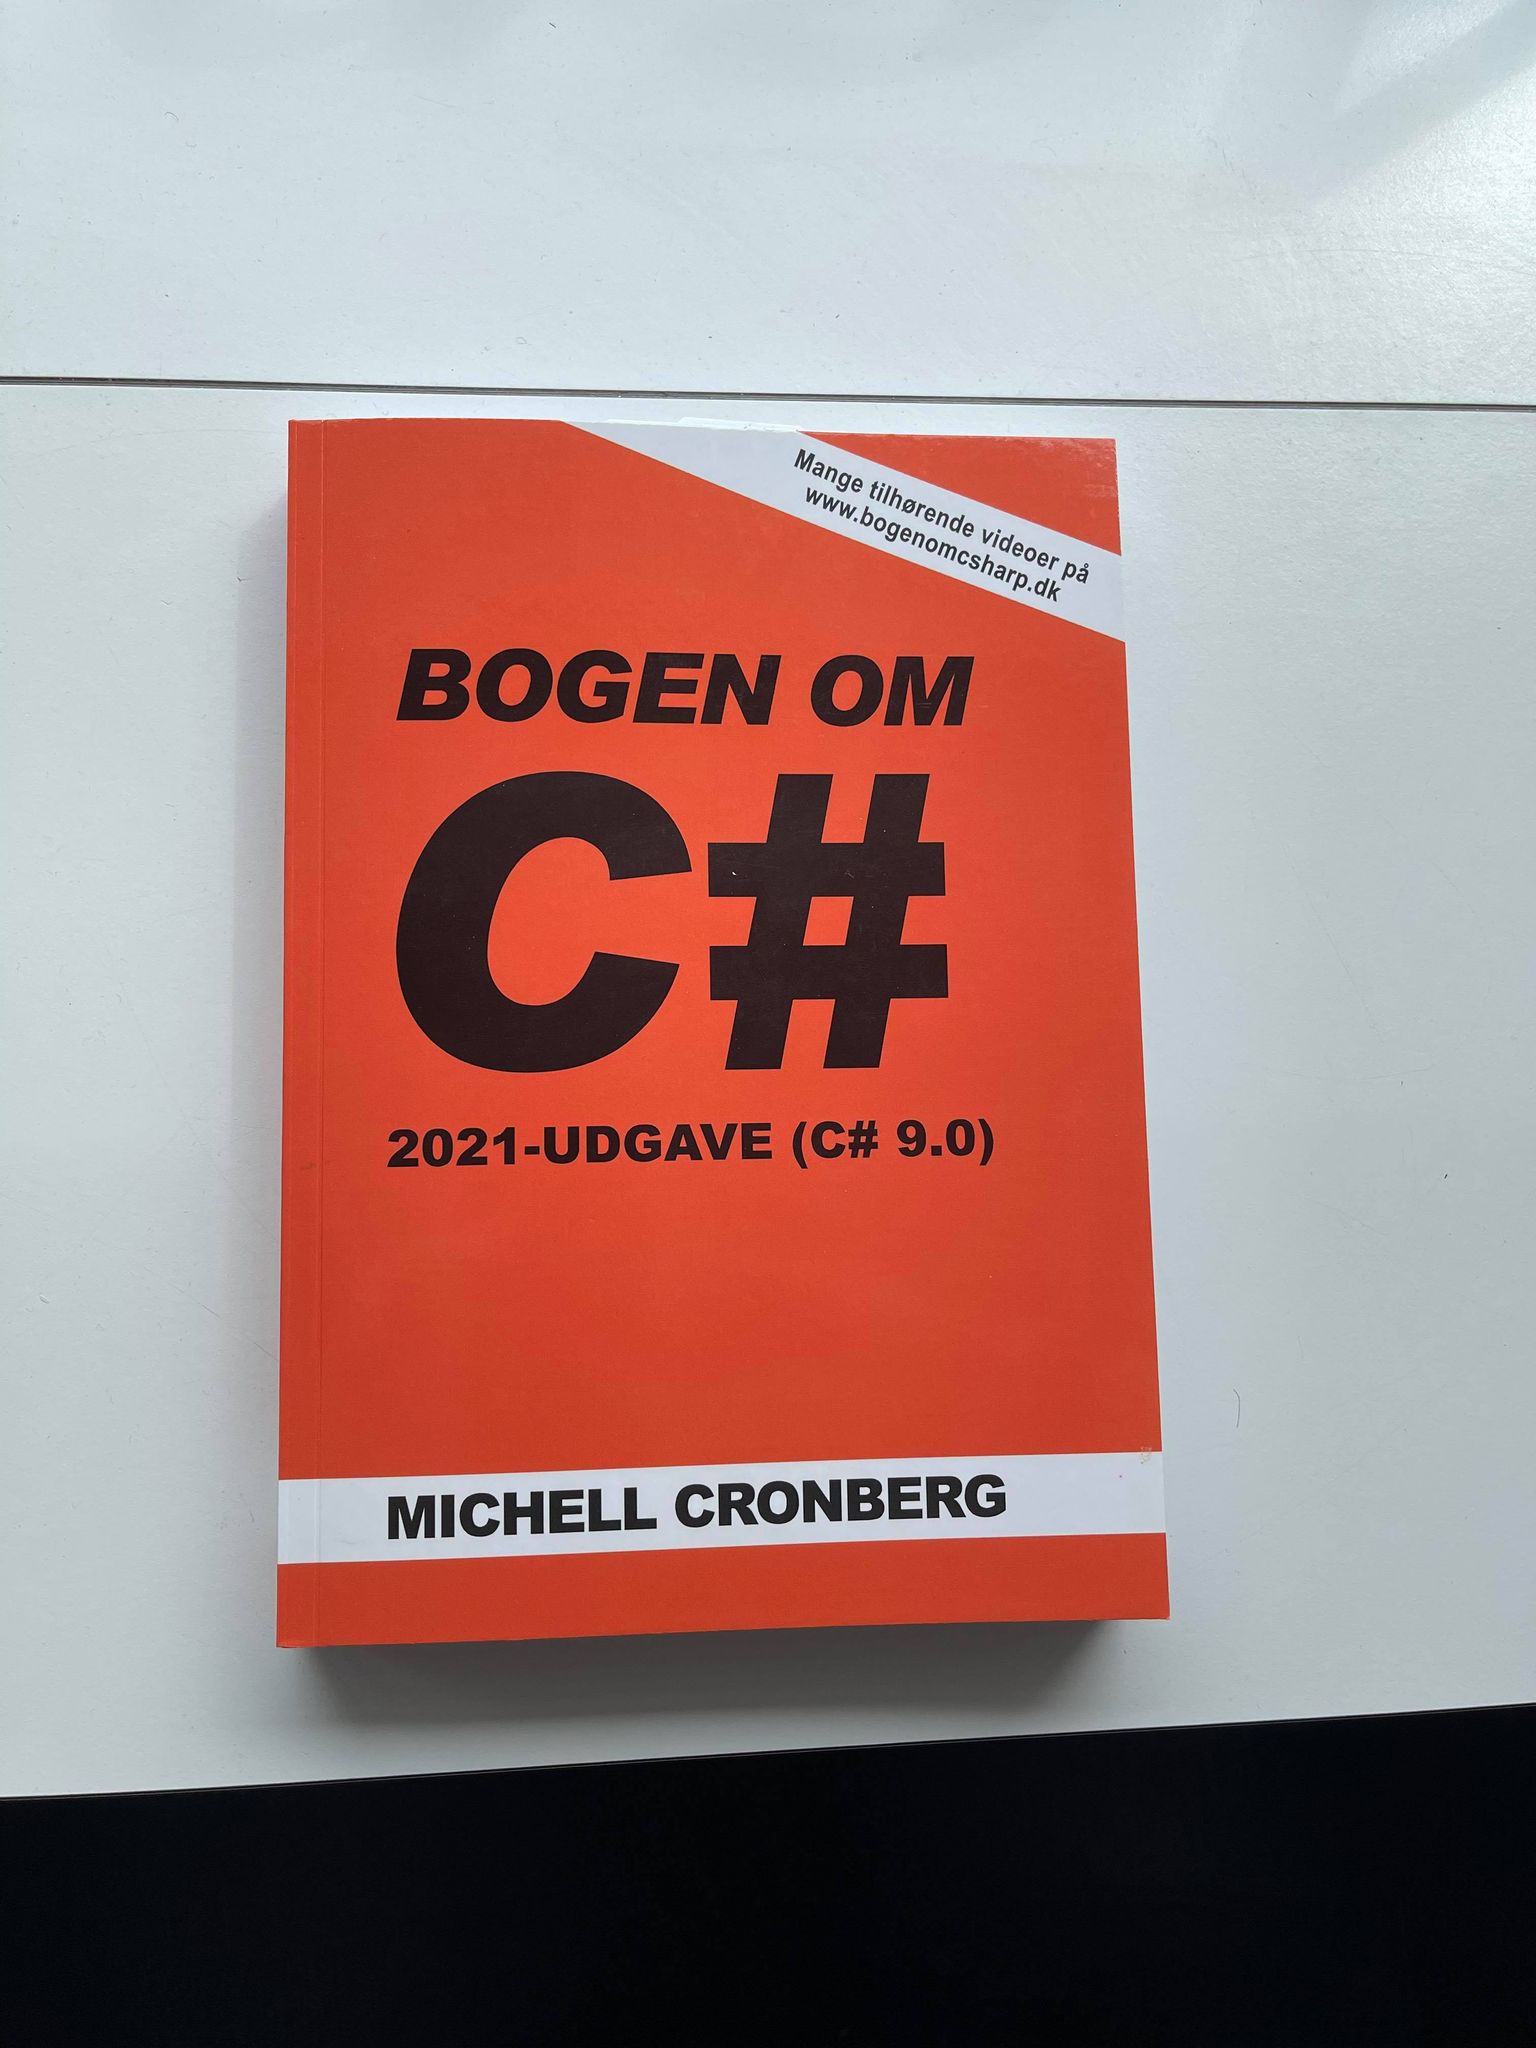 Mange tilhørende videoer på
www.bogenomcsharp.dk
BOGEN OM
C#
2021-UDGAVE (C# 9.0)
MICHELL CRONBERG